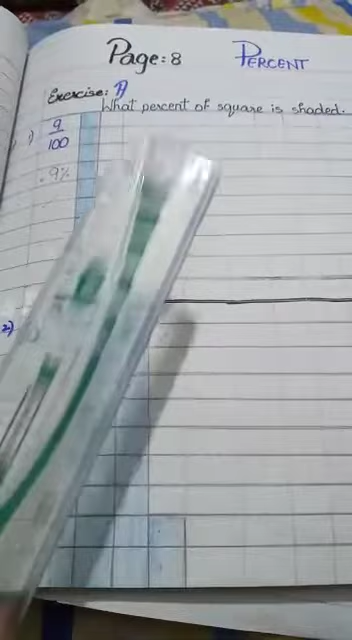 Page: 8 PERCENT
Exercise: A
What percent of square is shaded.
1) 9/100
9%
2)